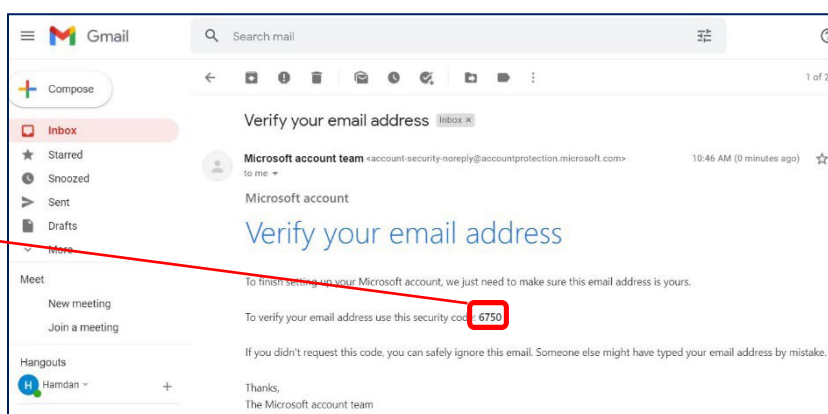 Gmail
Search mail
Compose
1 of 2
Inbox
Starred
Snoozed
Sent
Drafts
More
Meet
New meeting
Join a meeting
Hangouts
H Hamdan
Verify your email address Inbox ×
Microsoft account team <account-security-noreply@accountprotection.microsoft.com> 10:46 AM (0 minutes ago)
to me
Microsoft account
Verify your email address
To finish setting up your Microsoft account, we just need to make sure this email address is yours.
To verify your email address use this security code: 6750
If you didn't request this code, you can safely ignore this email. Someone else might have typed your email address by mistake.
Thanks,
The Microsoft account team